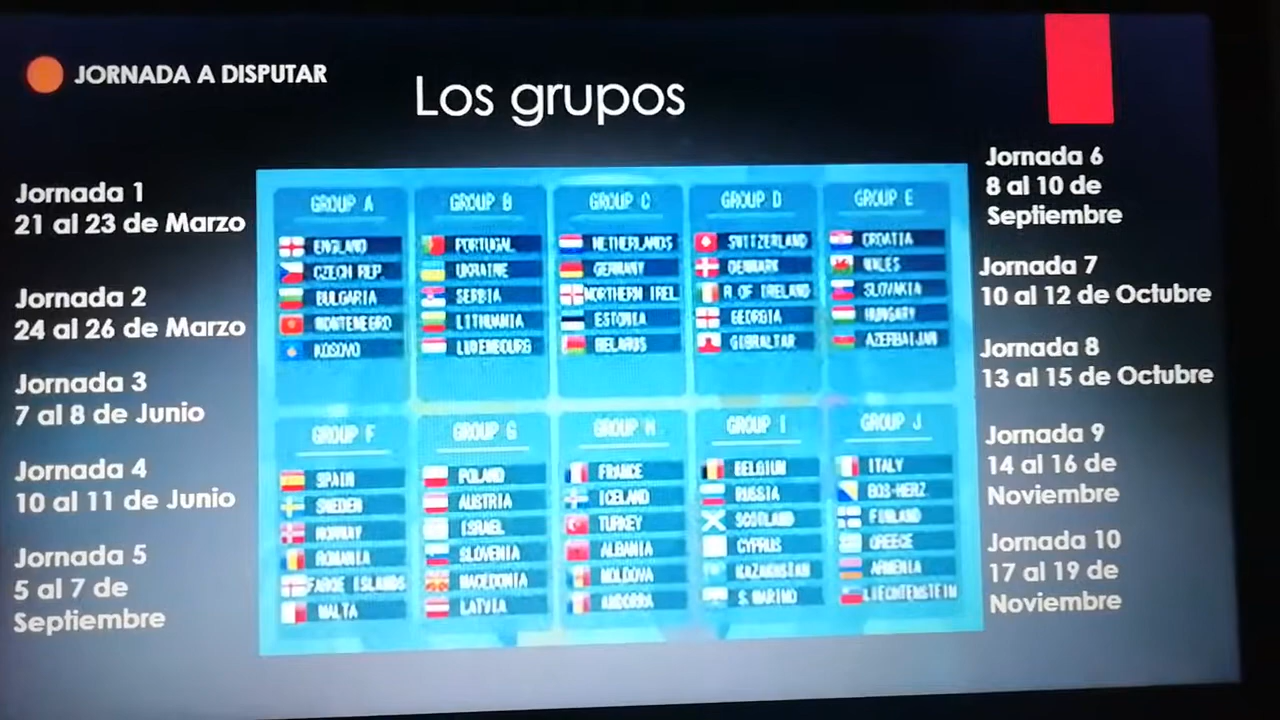 JORNADA A DISPUTAR
Los grupos
Jornada 1
21 al 23 de Marzo
Jornada 2
24 al 26 de Marzo
Jornada 3
7 al 8 de Junio
Jornada 4
10 al 11 de Junio
Jornada 5
5 al 7 de
Septiembre
GROUP A
ENGLAND
CZECH REP.
BULGARIA
MONTENEGRO
KOSOVO
GROUP B
PORTUGAL
UKRAINE
SERBIA
LITHUANIA
LUXEMBOURG
GROUP C
NETHERLANDS
GERMANY
NORTHERN IREL.
ESTONIA
BELARUS
GROUP D
SWITZERLAND
DENMARK
R OF IRELAND
GEORGIA
GIBRALTAR
GROUP E
CROATIA
WALES
SLOVAKIA
HUNGARY
AZERBAIJAN
GROUP F
SPAIN
SWEDEN
NORWAY
ROMANIA
FAROE ISLANDS
MALTA
GROUP G
POLAND
AUSTRIA
ISRAEL
SLOVENIA
MACEDONIA
LATVIA
GROUP H
FRANCE
ICELAND
TURKEY
ALBANIA
MOLDOVA
ANDORRA
GROUP I
BELGIUM
RUSSIA
SCOTLAND
CYPRUS
KAZAKHSTAN
S.MARINO
GROUP J
ITALY
BOS-HERZ
FINLAND
GREECE
ARMENIA
LIECHTENSTEIN
Jornada 6
8 al 10 de
Septiembre
Jornada 7
10 al 12 de Octubre
Jornada 8
13 al 15 de Octubre
Jornada 9
14 al 16 de
Noviembre
Jornada 10
17 al 19 de
Noviembre